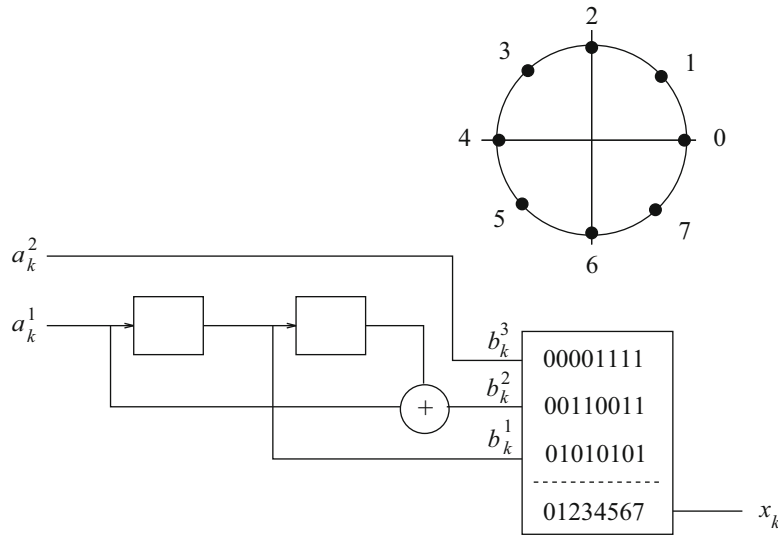 2
3
1
4
0
5
7
6
a_k^2
a_k^1
b_k^3
00001111
b_k^2
00110011
+
b_k^1
01010101
01234567
x_k